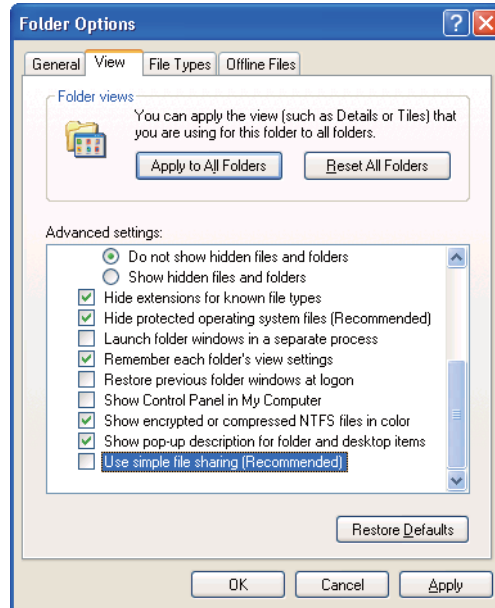 Folder Options
General View File Types Offline Files
Folder views
You can apply the view (such as Details or Tiles) that
you are using for this folder to all folders.
Apply to All Folders Reset All Folders
Advanced settings:
Do not show hidden files and folders
Show hidden files and folders
Hide extensions for known file types
Hide protected operating system files (Recommended)
Launch folder windows in a separate process
Remember each folder's view settings
Restore previous folder windows at logon
Show Control Panel in My Computer
Show encrypted or compressed NTFS files in color
Show pop-up description for folder and desktop items
Use simple file sharing (Recommended)
Restore Defaults
OK Cancel Apply